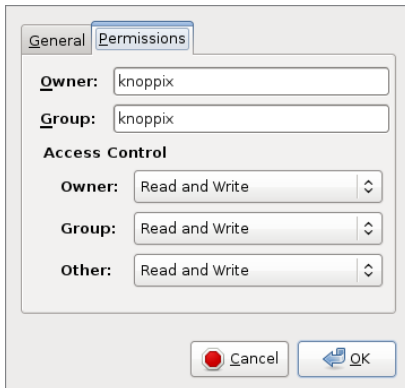 General Permissions
Owner: knoppix
Group: knoppix
Access Control
Owner: Read and Write
Group: Read and Write
Other: Read and Write
Cancel OK